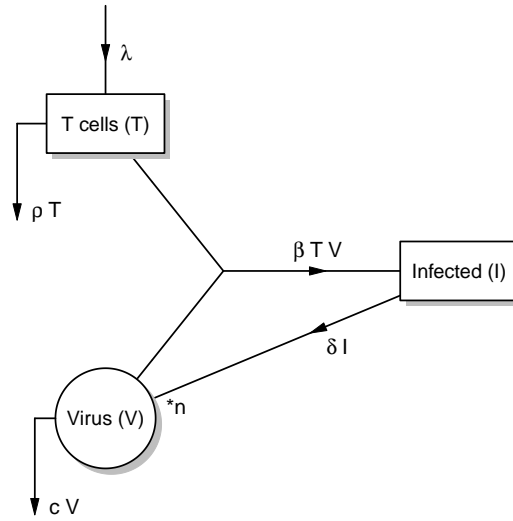 λ
T cells (T)
ρ T
β T V
Infected (I)
δ I
*n
Virus (V)
c V